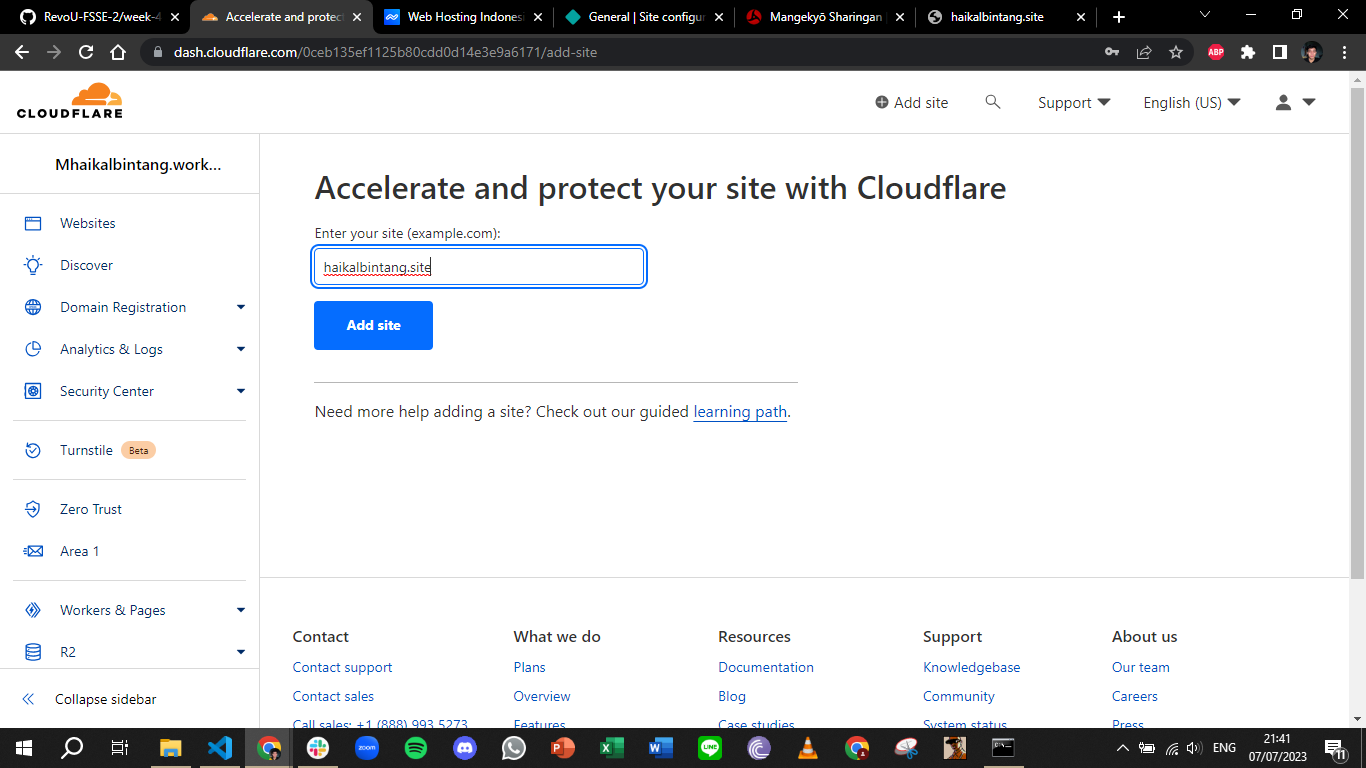 RevoU-FSSE-2/week-4
Accelerate and protect
Web Hosting Indones
General | Site configur
Mangekyō Sharingan
haikalbintang.site
dash.cloudflare.com/0ceb135ef1125b80cdd0d14e3e9a6171/add-site
ABP
CLOUDFLARE
Add site
Support
English (US)
Mhaikalbintang.work...
Websites
Discover
Domain Registration
Analytics & Logs
Security Center
Turnstile Beta
Zero Trust
Area 1
Workers & Pages
R2
Collapse sidebar
Accelerate and protect your site with Cloudflare
Enter your site (example.com):
haikalbintang.site
Add site
Need more help adding a site? Check out our guided learning path.
Contact
Contact support
Contact sales
Call sales: +1 (888) 993 5273
What we do
Plans
Overview
Features
Resources
Documentation
Blog
Case studies
Support
Knowledgebase
Community
System status
About us
Our team
Careers
Press
zoom
LINE
ENG
21:41
07/07/2023
11